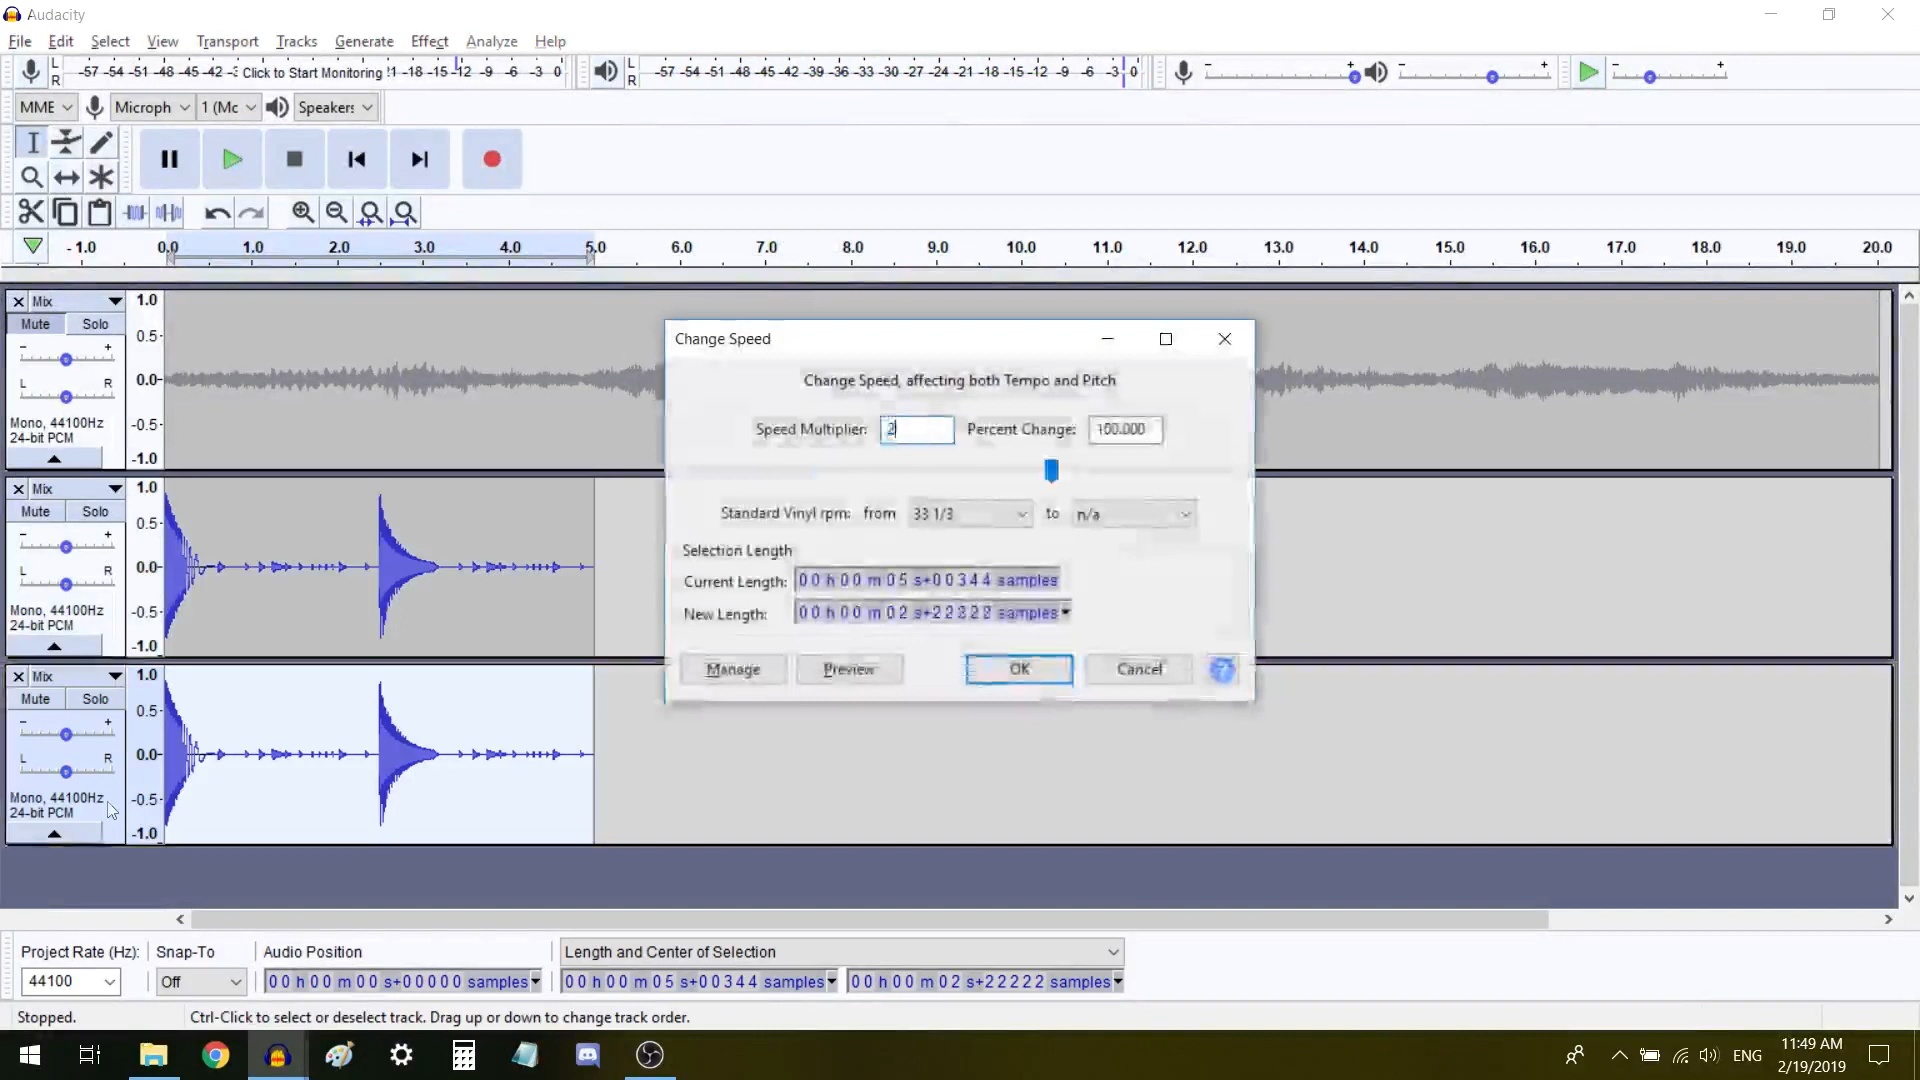 Audacity
File Edit Select View Transport Tracks Generate Effect Analyze Help
L R -57 -54 -51 -48 -45 -42 -3 Click to Start Monitoring !1 -18 -15 -12 -9 -6 -3 0 L R -57 -54 -51 -48 -45 -42 -39 -36 -33 -30 -27 -24 -21 -18 -15 -12 -9 -6 -3 0 - + - + - +
MME Microph 1 (Mc Speakers
-1.0 0.0 1.0 2.0 3.0 4.0 5.0 6.0 7.0 8.0 9.0 10.0 11.0 12.0 13.0 14.0 15.0 16.0 17.0 18.0 19.0 20.0
Mix 1.0
Mute Solo
0.5
- +
L R 0.0
Mono, 44100Hz -0.5
24-bit PCM
-1.0
Mix 1.0
Mute Solo
0.5
- +
L R 0.0
Mono, 44100Hz -0.5
24-bit PCM
-1.0
Mix 1.0
Mute Solo
0.5
- +
L R 0.0
Mono, 44100Hz -0.5
24-bit PCM
-1.0
Change Speed
Change Speed, affecting both Tempo and Pitch
Speed Multiplier: 2 Percent Change: 100.000
Standard Vinyl rpm: from 33 1/3 to n/a
Selection Length
Current Length: 00 h 00 m 05 s+00344 samples
New Length: 00 h 00 m 02 s+ samples
Manage Preview OK Cancel ?
Project Rate (Hz): Snap-To Audio Position Length and Center of Selection
44100 Off 00 h 00 m 00 s+00000 samples 00 h 00 m 05 s+00344 samples 00 h 00 m 02 s+22222 samples
Stopped. Ctrl-Click to select or deselect track. Drag up or down to change track order.
ENG 11:49 AM
2/19/2019